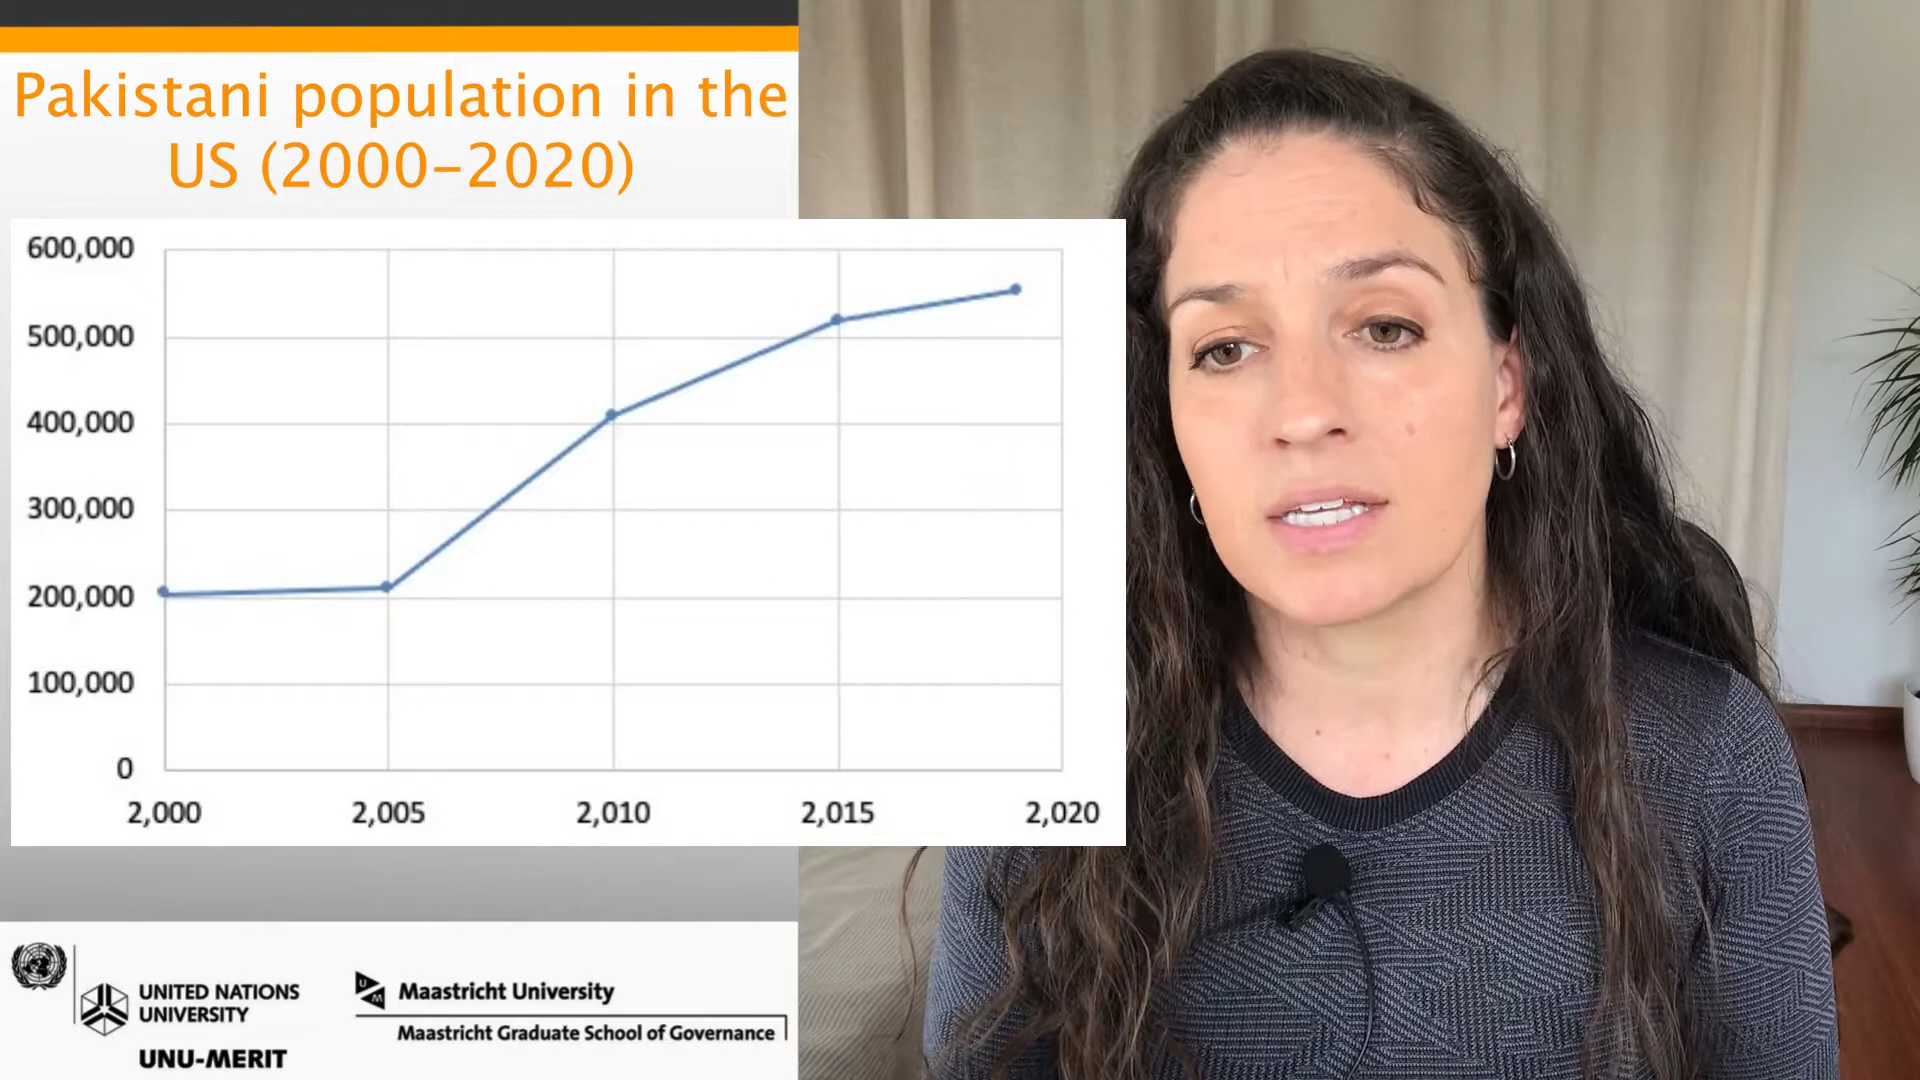 Pakistani population in the
US (2000-2020)
600,000
500,000
400,000
300,000
200,000
100,000
0
2,000 2,005 2,010 2,015 2,020
UNITED NATIONS
UNIVERSITY
UNU-MERIT
UM
Maastricht University
Maastricht Graduate School of Governance